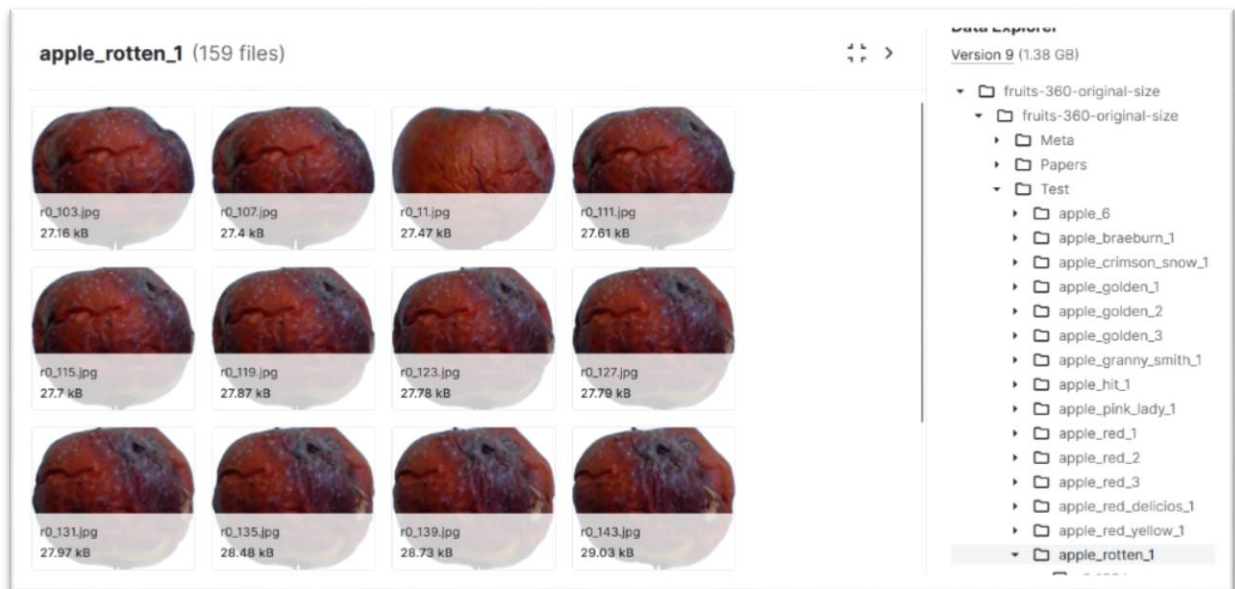 apple_rotten_1 (159 files)
r0_103.jpg
27.16 kB
r0_107.jpg
27.4 kB
r0_11.jpg
27.47 kB
r0_111.jpg
27.61 kB
r0_115.jpg
27.7 kB
r0_119.jpg
27.87 kB
r0_123.jpg
27.78 kB
r0_127.jpg
27.79 kB
r0_131.jpg
27.97 kB
r0_135.jpg
28.48 kB
r0_139.jpg
28.73 kB
r0_143.jpg
29.03 kB
Data Explorer
Version 9 (1.38 GB)
fruits-360-original-size
fruits-360-original-size
Meta
Papers
Test
apple_6
apple_braeburn_1
apple_crimson_snow_1
apple_golden_1
apple_golden_2
apple_golden_3
apple_granny_smith_1
apple_hit_1
apple_pink_lady_1
apple_red_1
apple_red_2
apple_red_3
apple_red_delicios_1
apple_red_yellow_1
apple_rotten_1